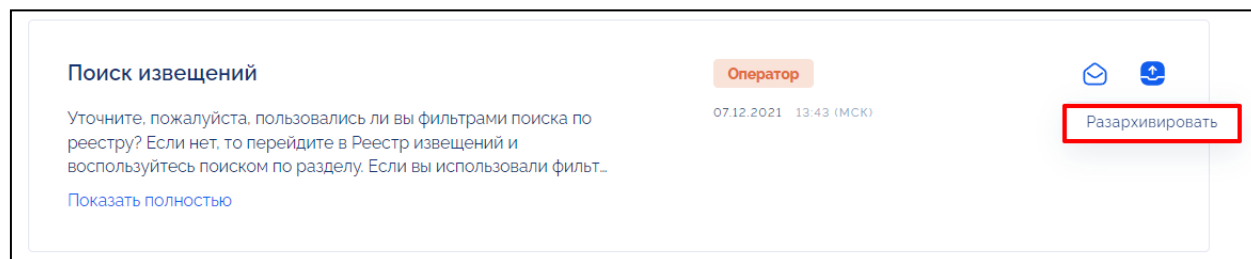 Поиск извещений
Оператор
07.12.2021 13:43 (МСК)
Уточните, пожалуйста, пользовались ли вы фильтрами поиска по
реестру? Если нет, то перейдите в Реестр извещений и
воспользуйтесь поиском по разделу. Если вы использовали фильт...
Показать полностью
Разархивировать